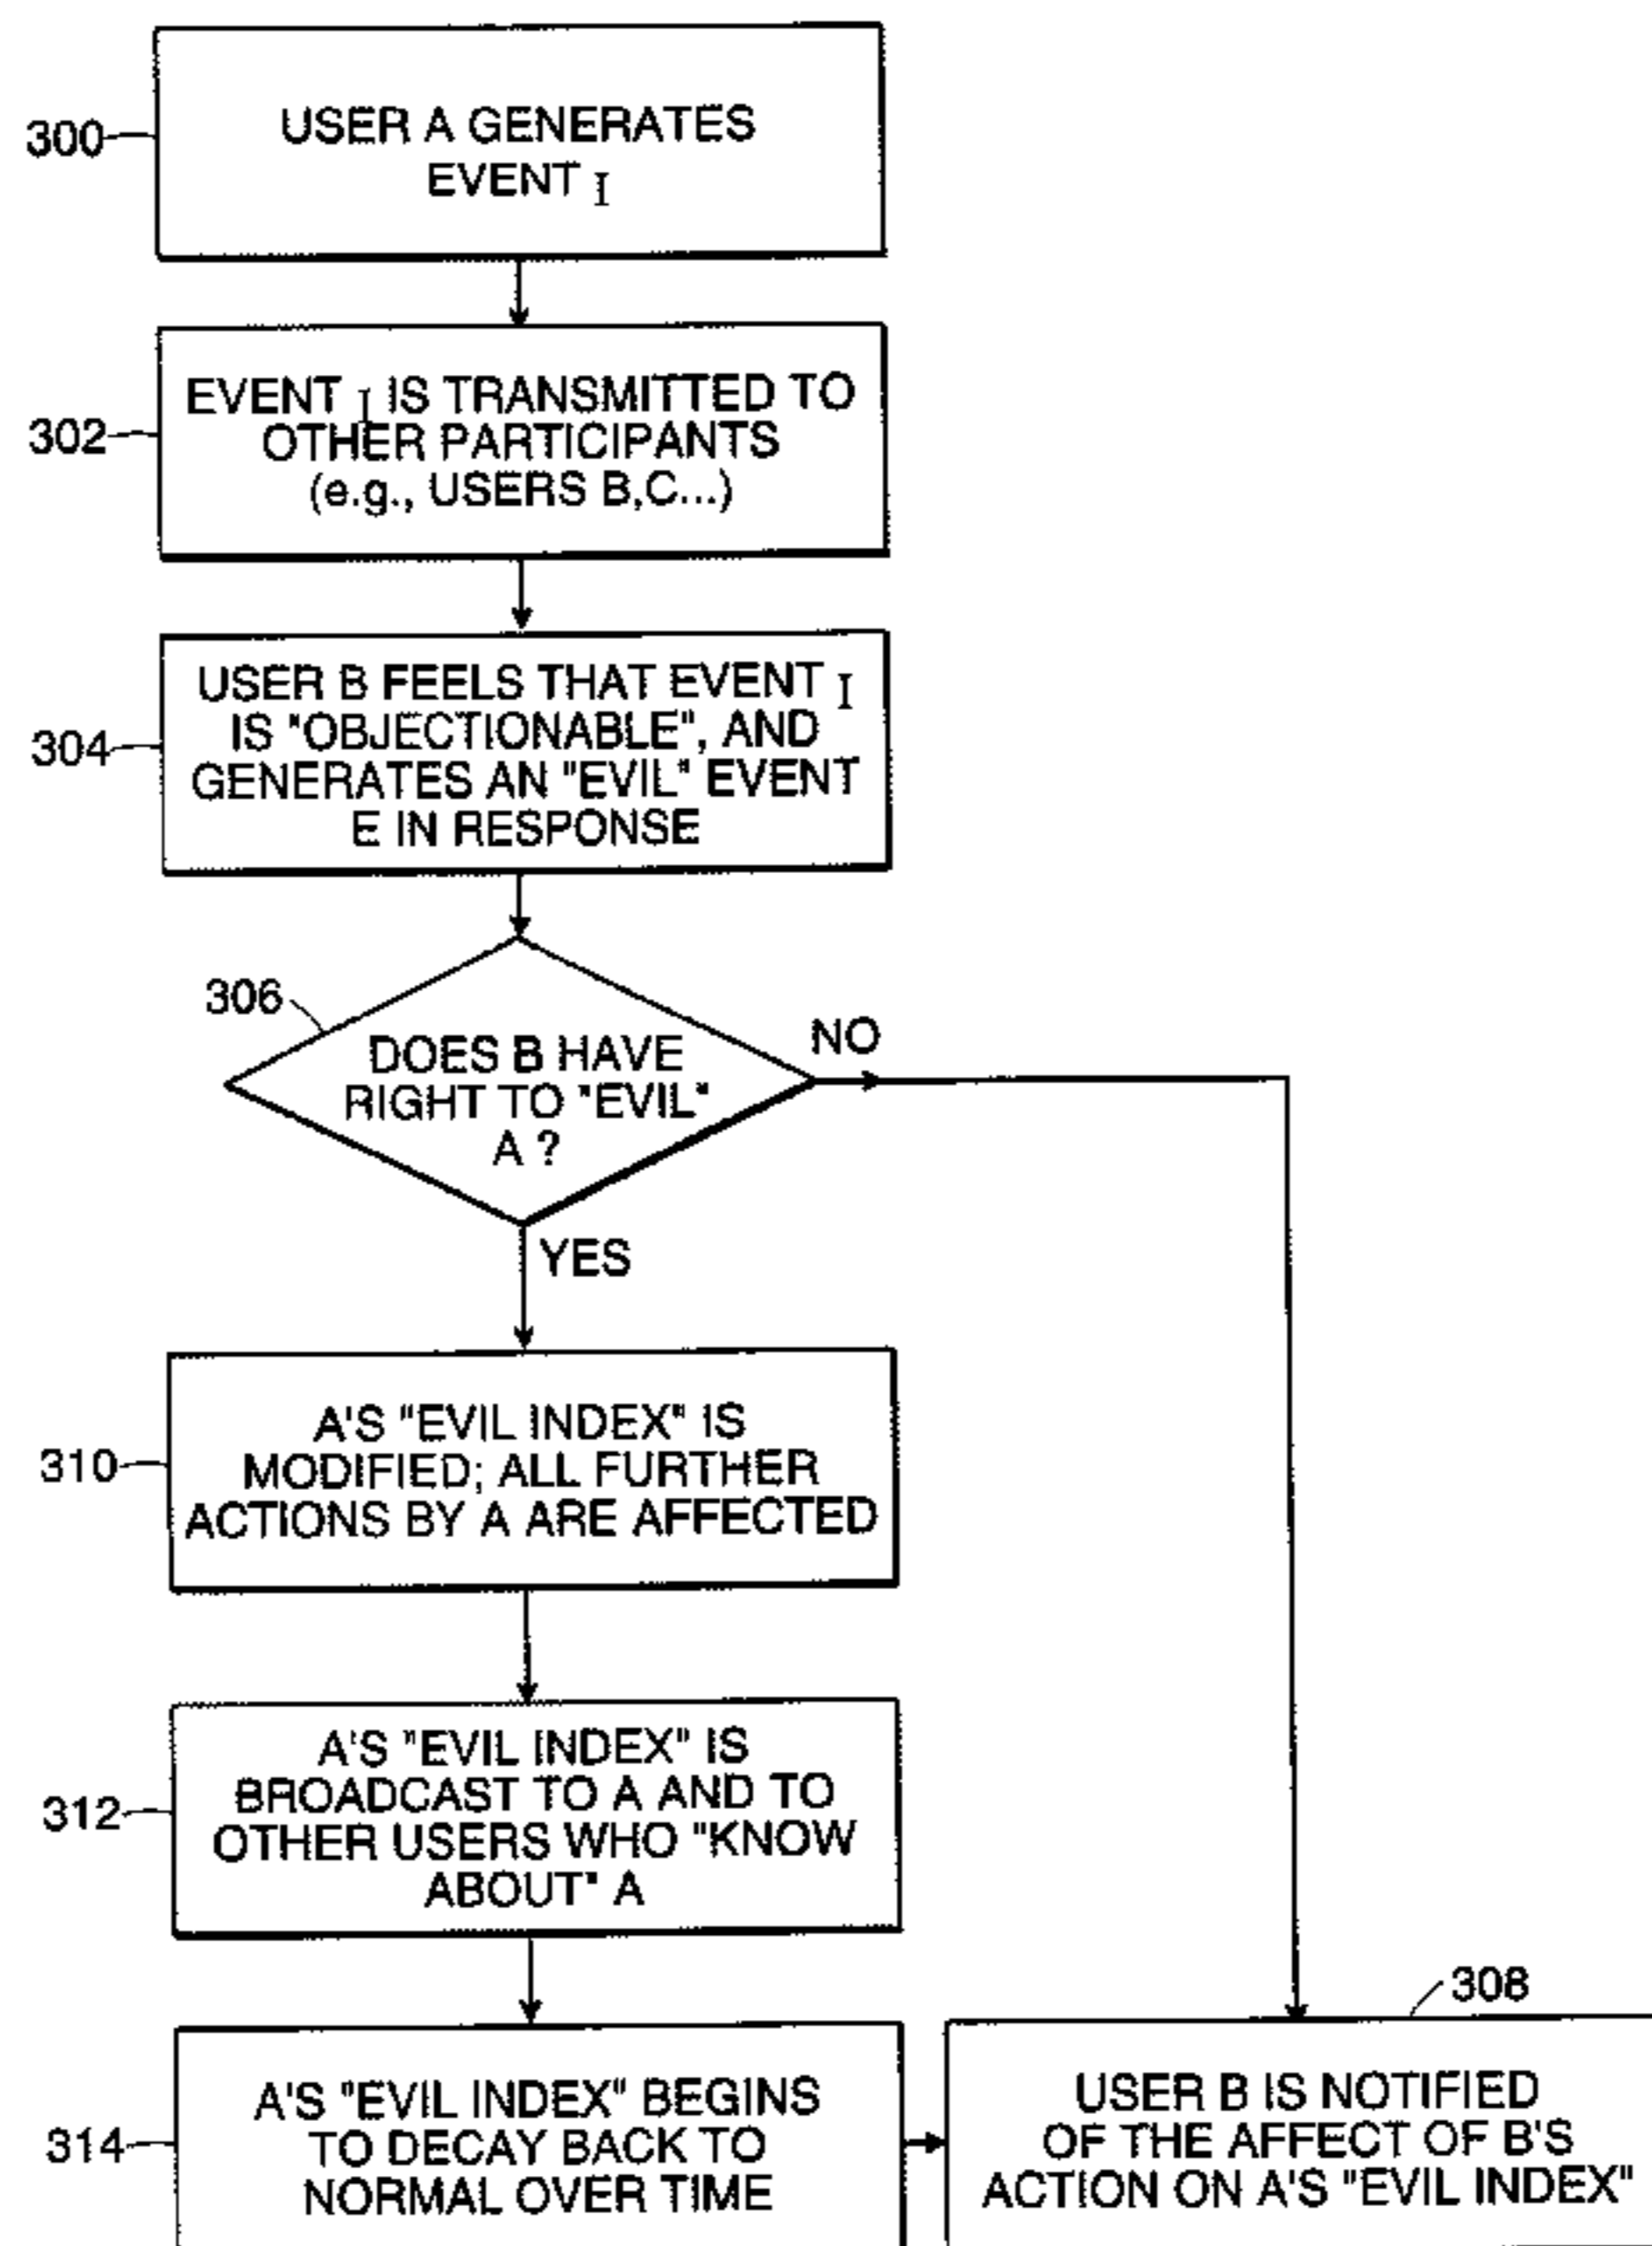 300
USER A GENERATES
EVENT I
302
EVENT I IS TRANSMITTED TO
OTHER PARTICIPANTS
(e.g., USERS B,C...)
304
USER B FEELS THAT EVENT I
IS "OBJECTIONABLE", AND
GENERATES AN "EVIL" EVENT
E IN RESPONSE
306
DOES B HAVE
RIGHT TO "EVIL"
A ?
NO
YES
310
A'S "EVIL INDEX" IS
MODIFIED; ALL FURTHER
ACTIONS BY A ARE AFFECTED
312
A'S "EVIL INDEX" IS
BROADCAST TO A AND TO
OTHER USERS WHO "KNOW
ABOUT" A
314
A'S "EVIL INDEX" BEGINS
TO DECAY BACK TO
NORMAL OVER TIME
308
USER B IS NOTIFIED
OF THE AFFECT OF B'S
ACTION ON A'S "EVIL INDEX"